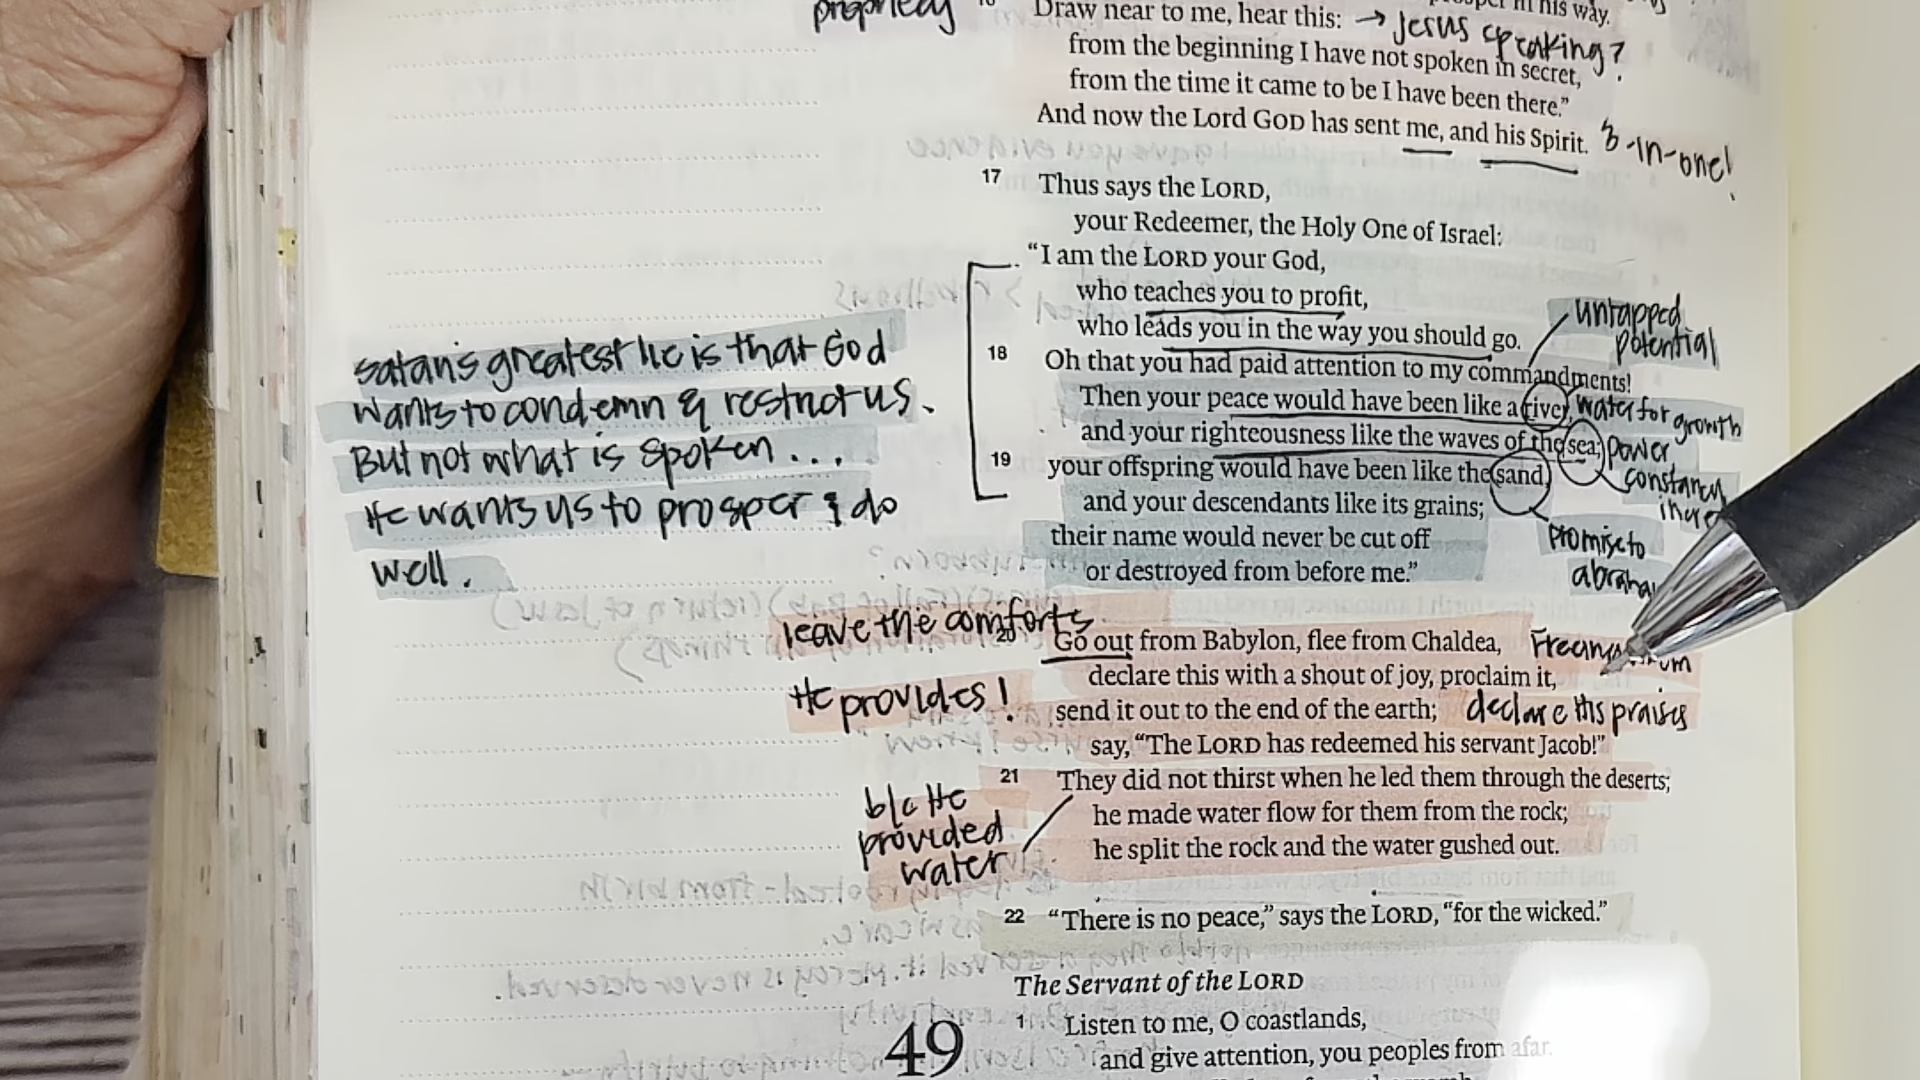 prophecy
16 Draw near to me, hear this: → Jesus speaking?
from the beginning I have not spoken in secret,
from the time it came to be I have been there.”
And now the Lord GOD has sent me, and his Spirit. 3-in-one!
17 Thus says the LORD,
your Redeemer, the Holy One of Israel:
“I am the LORD your God,
who teaches you to profit,
who leads you in the way you should go.
untapped
potential
18 Oh that you had paid attention to my commandments!
Then your peace would have been like a river, water for growth
and your righteousness like the waves of the sea; power
constancy
19 your offspring would have been like the sand,
and your descendants like its grains;
their name would never be cut off
or destroyed from before me.”
promise to
satan's greatest lie is that God
wants to condemn & restrict us.
But not what is spoken...
He wants us to prosper & do
well.
leave the comforts
20 Go out from Babylon, flee from Chaldea,
declare this with a shout of joy, proclaim it,
He provides!
send it out to the end of the earth; declare His praises
say, “The LORD has redeemed his servant Jacob!”
21 They did not thirst when he led them through the deserts;
he made water flow for them from the rock;
he split the rock and the water gushed out.
b/c He
provided
water
22 “There is no peace,” says the LORD, “for the wicked.”
The Servant of the LORD
49
1 Listen to me, O coastlands,
and give attention, you peoples from afar.